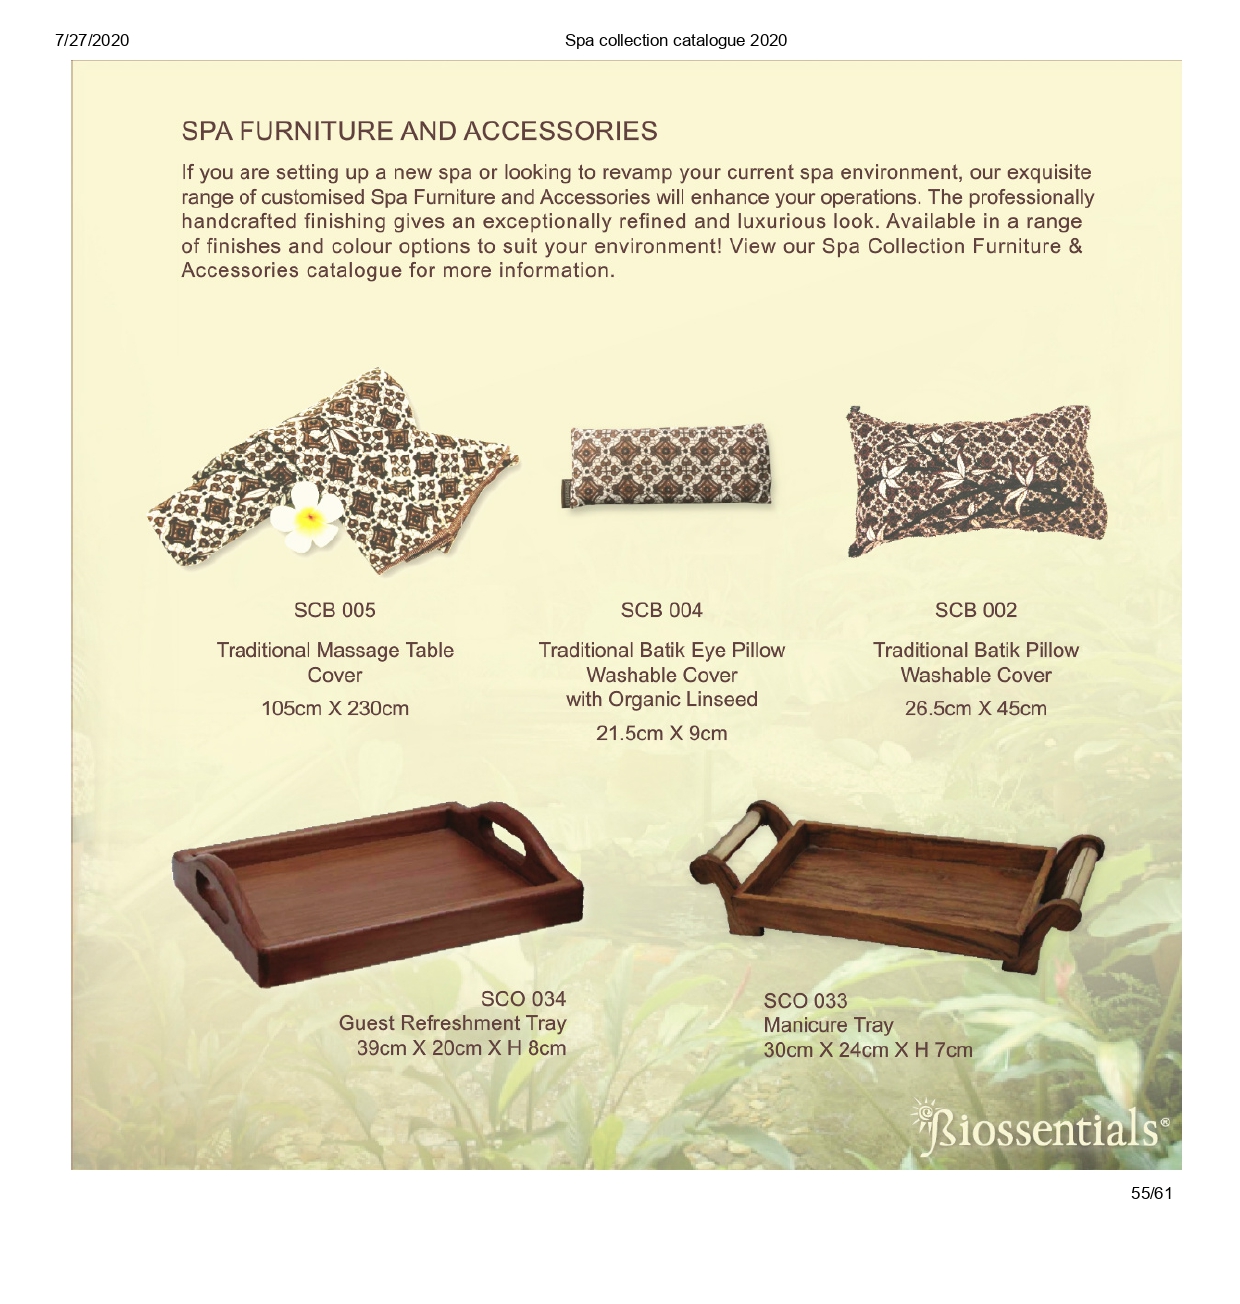 7/27/2020
Spa collection catalogue 2020
SPA FURNITURE AND ACCESSORIES
If you are setting up a new spa or looking to revamp your current spa environment, our exquisite
range of customised Spa Furniture and Accessories will enhance your operations. The professionally
handcrafted finishing gives an exceptionally refined and luxurious look. Available in a range
of finishes and colour options to suit your environment! View our Spa Collection Furniture &
Accessories catalogue for more information.
SCB 005
Traditional Massage Table
Cover
105cm X 230cm
SCB 004
Traditional Batik Eye Pillow
Washable Cover
with Organic Linseed
21.5cm X 9cm
SCB 002
Traditional Batik Pillow
Washable Cover
26.5cm X 45cm
SCO 034
Guest Refreshment Tray
39cm X 20cm X H 8cm
SCO 033
Manicure Tray
30cm X 24cm X H 7cm
Biossentials®
55/61